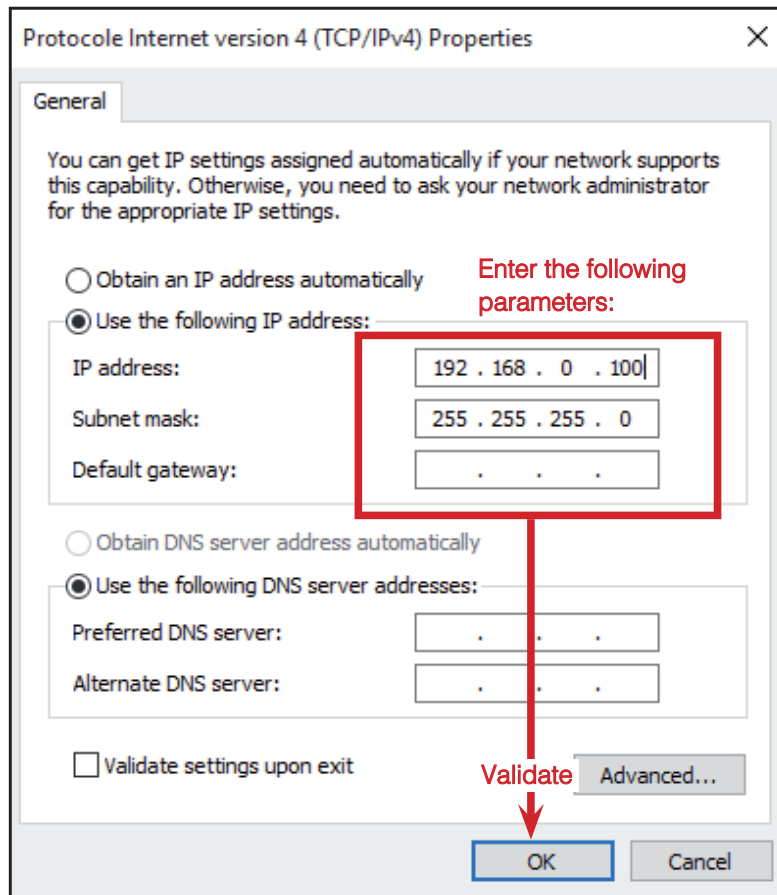 Protocole Internet version 4 (TCP/IPv4) Properties
General
You can get IP settings assigned automatically if your network supports
this capability. Otherwise, you need to ask your network administrator
for the appropriate IP settings.
Obtain an IP address automatically
Enter the following
parameters:
Use the following IP address:
IP address: 192 . 168 . 0 . 100
Subnet mask: 255 . 255 . 255 . 0
Default gateway: . . .
Obtain DNS server address automatically
Use the following DNS server addresses:
Preferred DNS server: . . .
Alternate DNS server: . . .
Validate settings upon exit
Validate Advanced...
OK Cancel